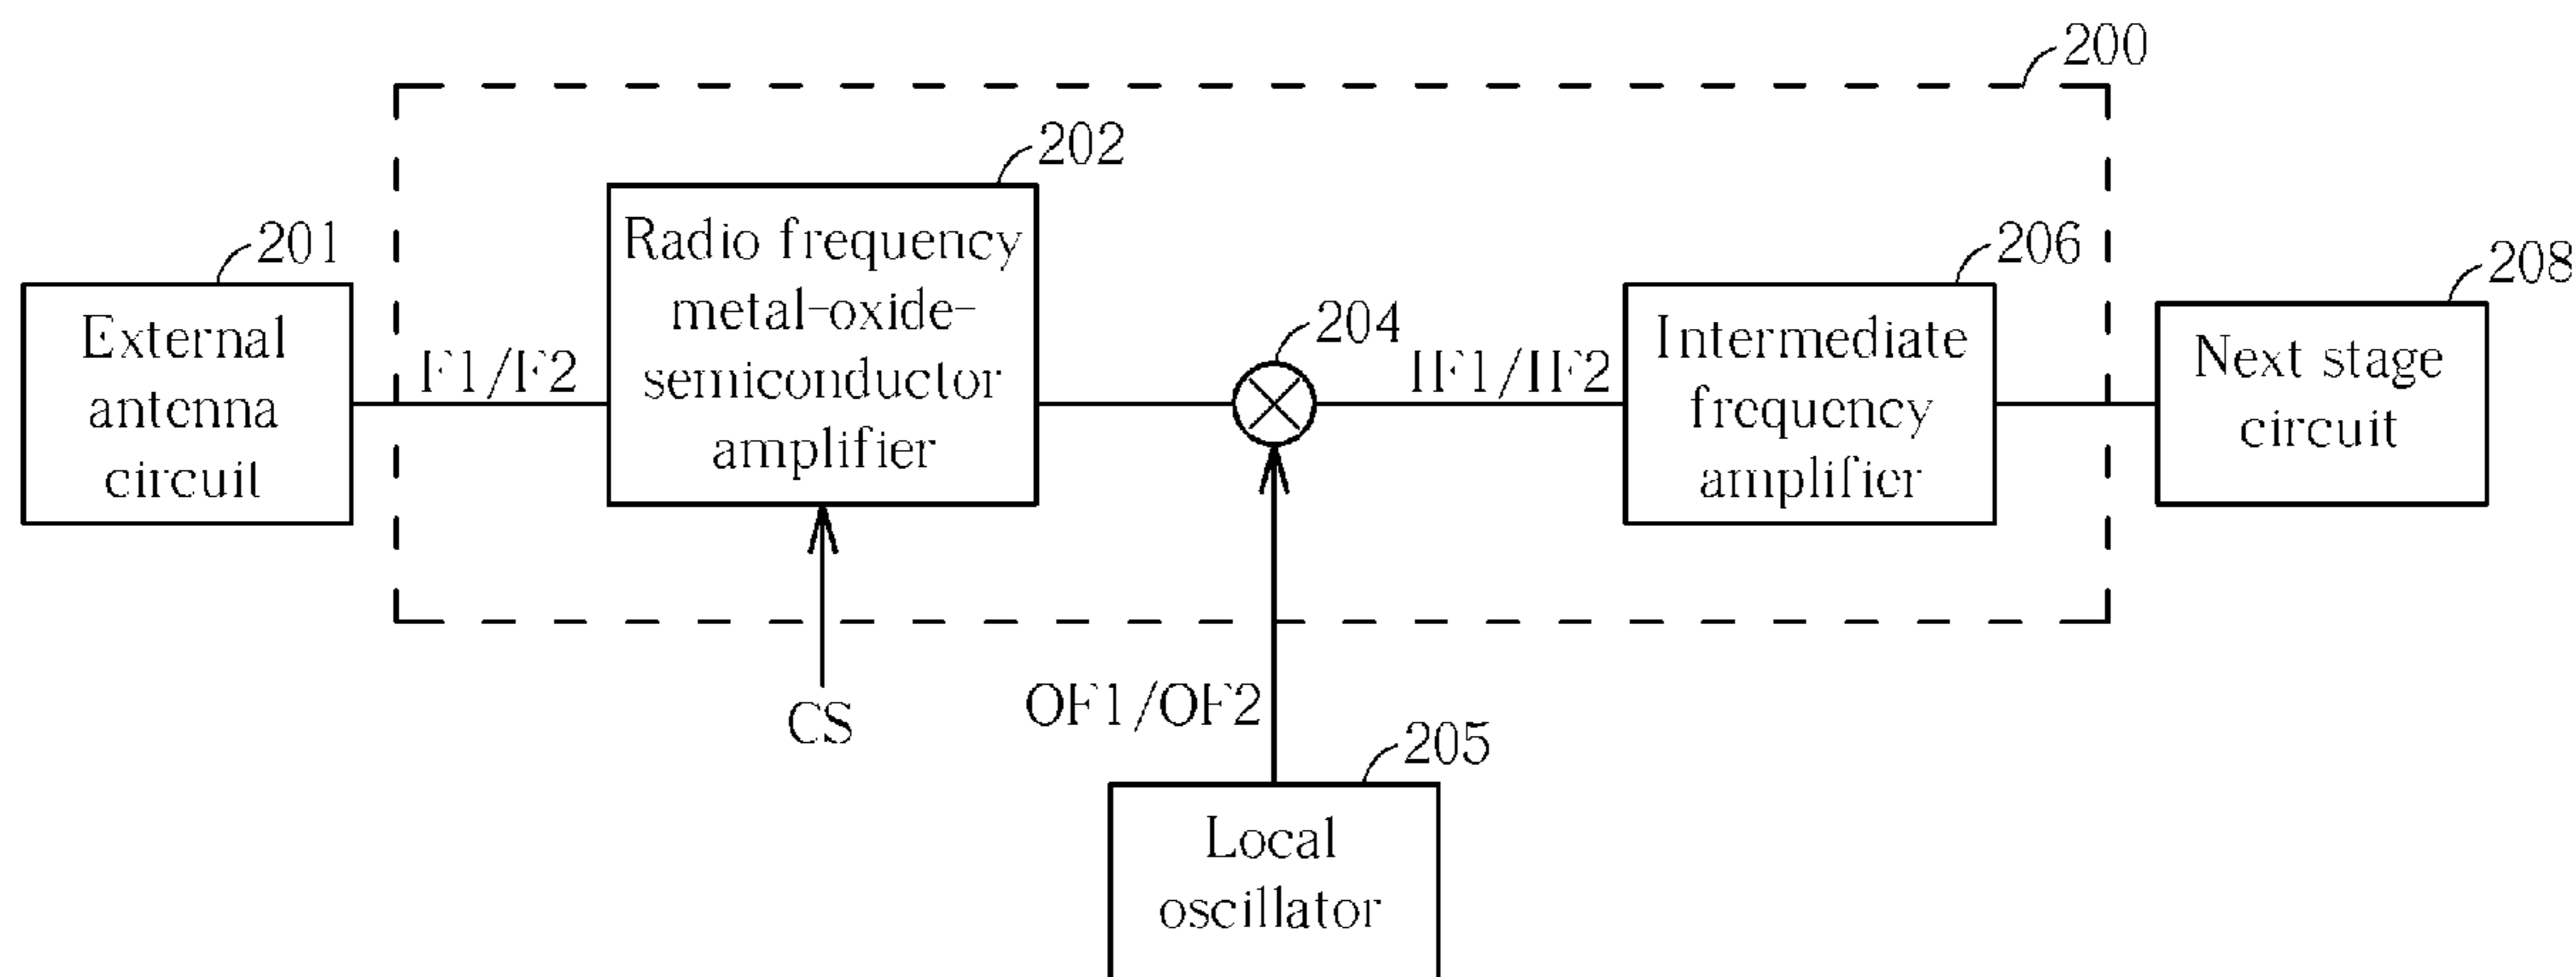 200
202
Radio frequency
metal-oxide-
semiconductor
amplifier
201
External
antenna
circuit
F1/F2
204
IF1/IF2
206
Intermediate
frequency
amplifier
208
Next stage
circuit
CS
OF1/OF2
205
Local
oscillator